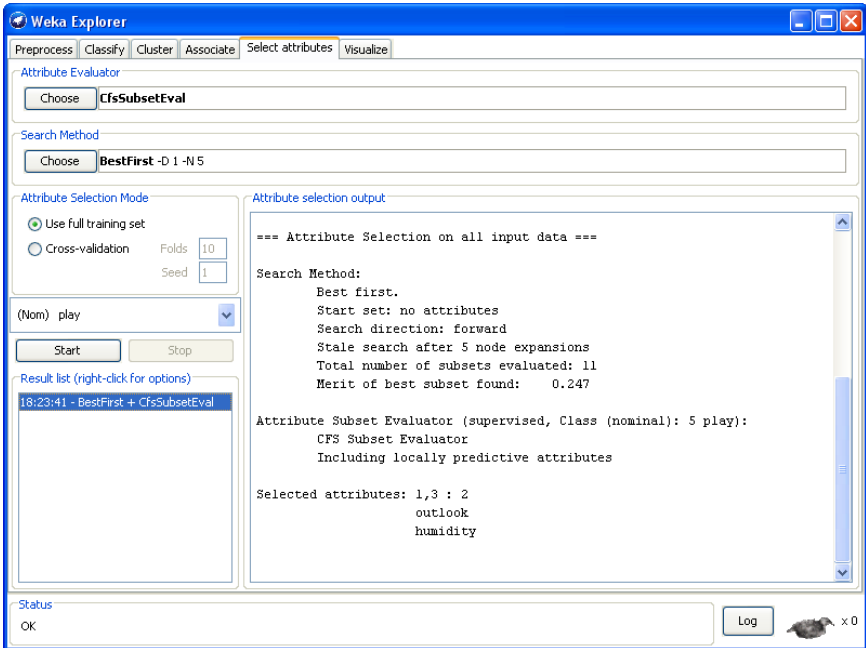 Weka Explorer
Preprocess Classify Cluster Associate Select attributes Visualize
Attribute Evaluator
Choose CfsSubsetEval
Search Method
Choose BestFirst -D 1 -N 5
Attribute Selection Mode
Use full training set
Cross-validation Folds 10
Seed 1
(Nom) play
Start Stop
Result list (right-click for options)
18:23:41 - BestFirst + CfsSubsetEval
Attribute selection output
=== Attribute Selection on all input data ===
Search Method:
Best first.
Start set: no attributes
Search direction: forward
Stale search after 5 node expansions
Total number of subsets evaluated: 11
Merit of best subset found: 0.247
Attribute Subset Evaluator (supervised, Class (nominal): 5 play):
CFS Subset Evaluator
Including locally predictive attributes
Selected attributes: 1,3 : 2
outlook
humidity
Status
OK
Log x 0